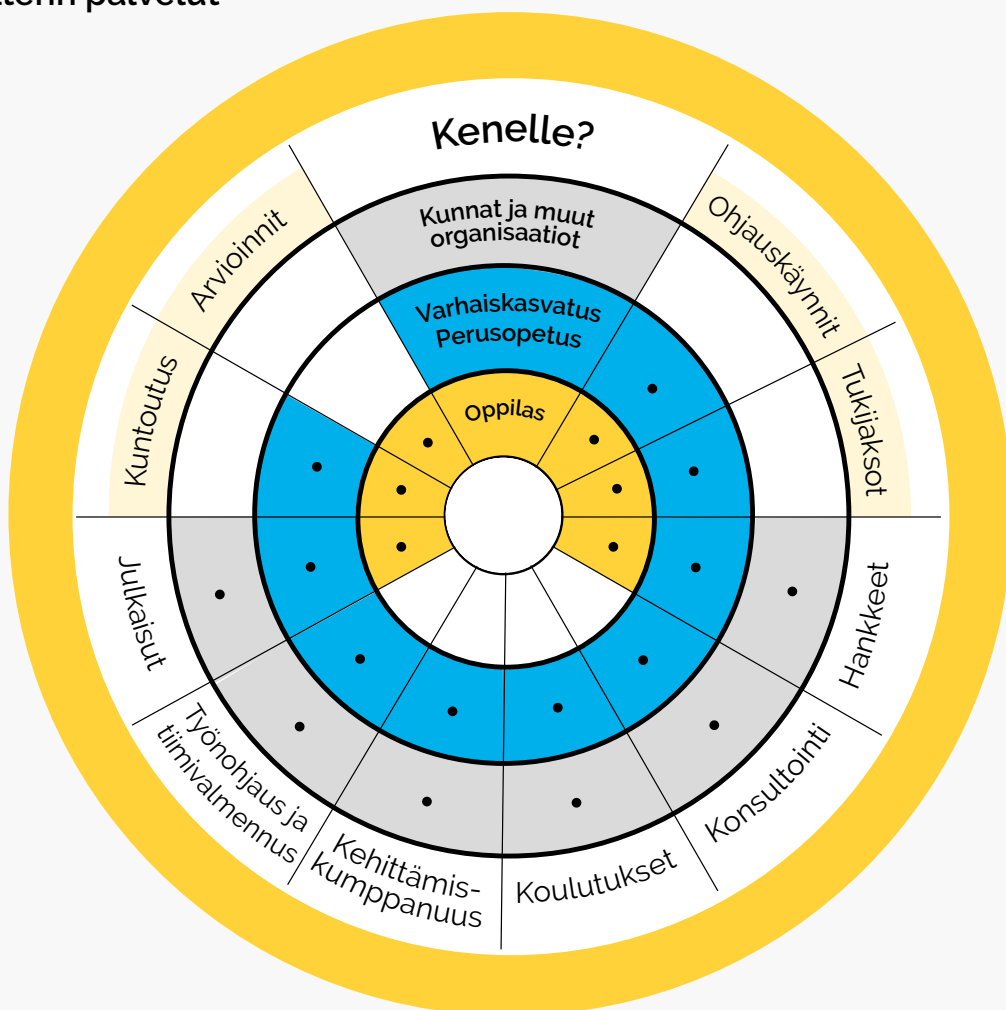 palvelut
Kenelle?
Kunnat ja muut
organisaatiot
Varhaiskasvatus
Perusopetus
Oppilas
Ohjauskäynnit
Tukijaksot
Hankkeet
Konsultointi
Koulutukset
Kehittämis-
kumppanuus
Työnohjaus ja
tiimivalmennus
Julkaisut
Kuntoutus
Arvioinnit